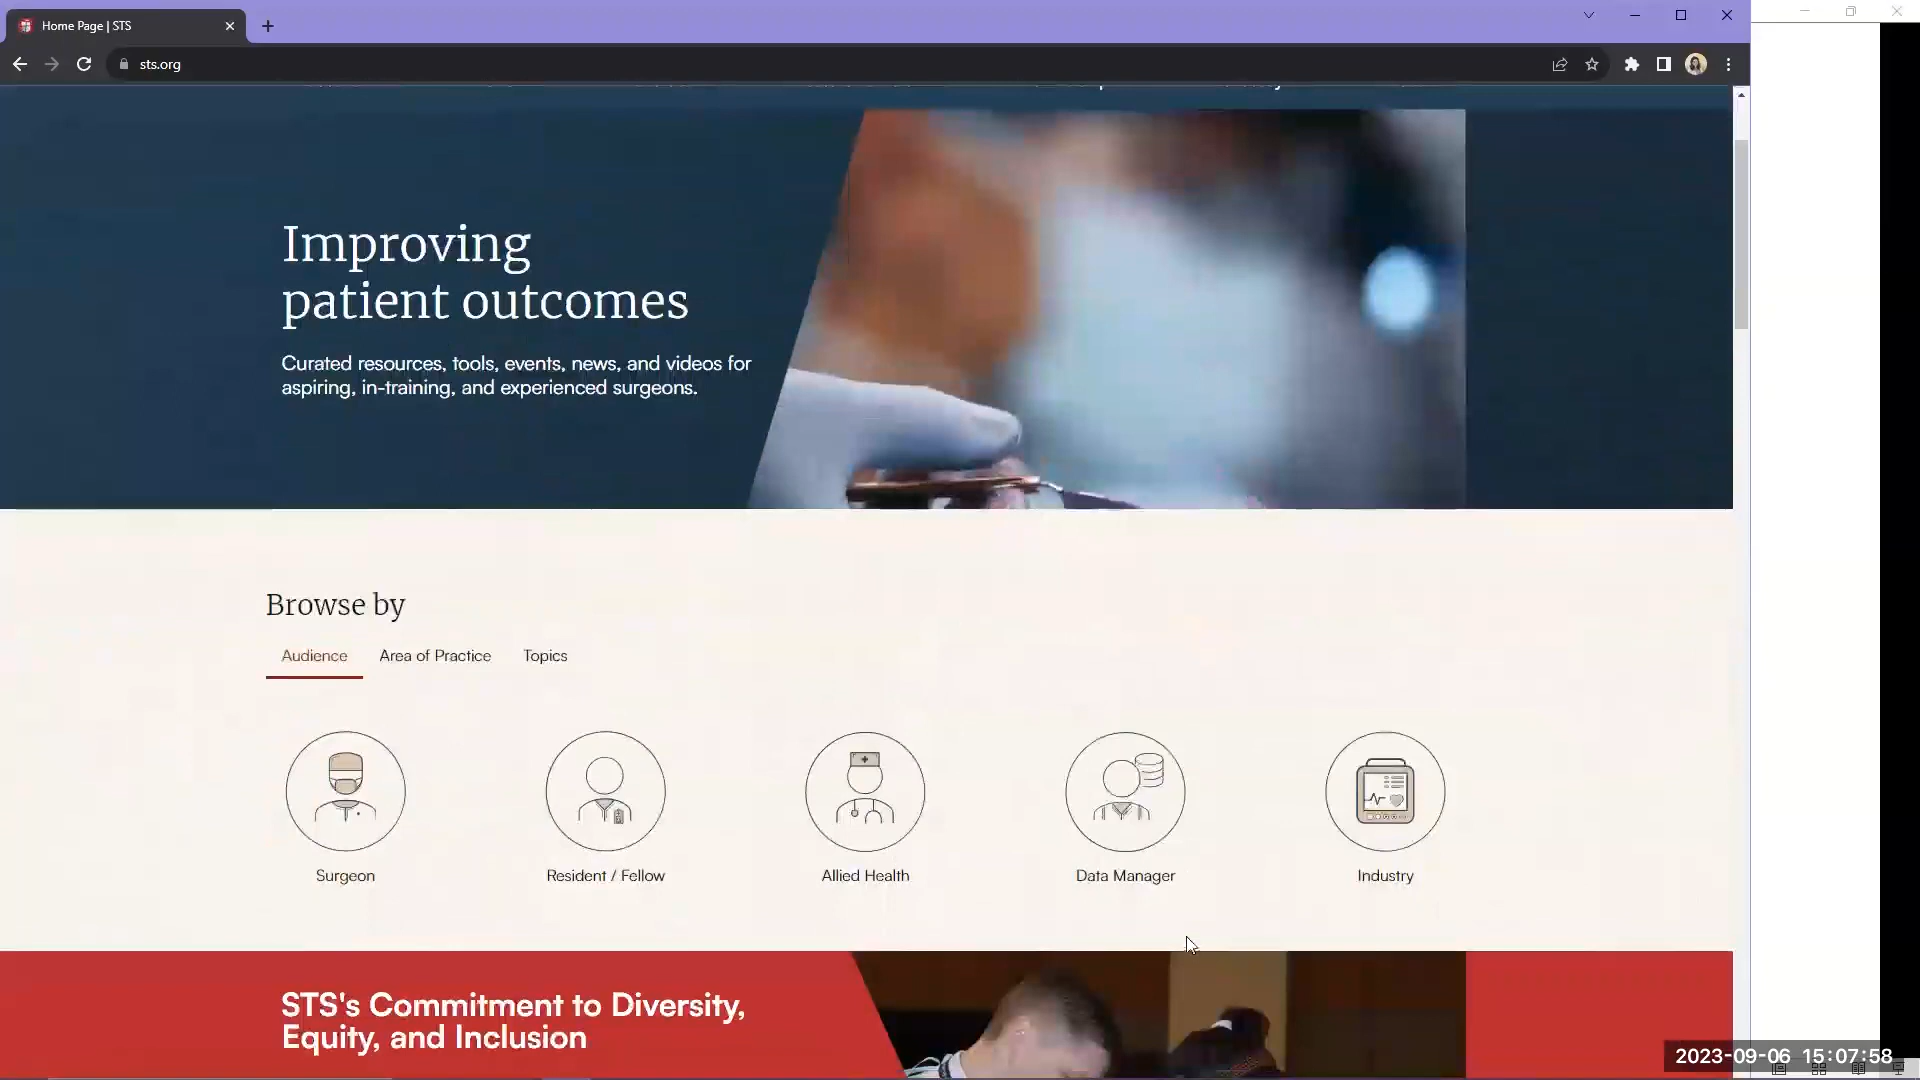 Home Page | STS
sts.org
Improving
patient outcomes
Curated resources, tools, events, news, and videos for
aspiring, in-training, and experienced surgeons.
Browse by
Audience Area of Practice Topics
Surgeon Resident / Fellow Allied Health Data Manager Industry
STS's Commitment to Diversity,
Equity, and Inclusion
2023-09-06 15:07:58